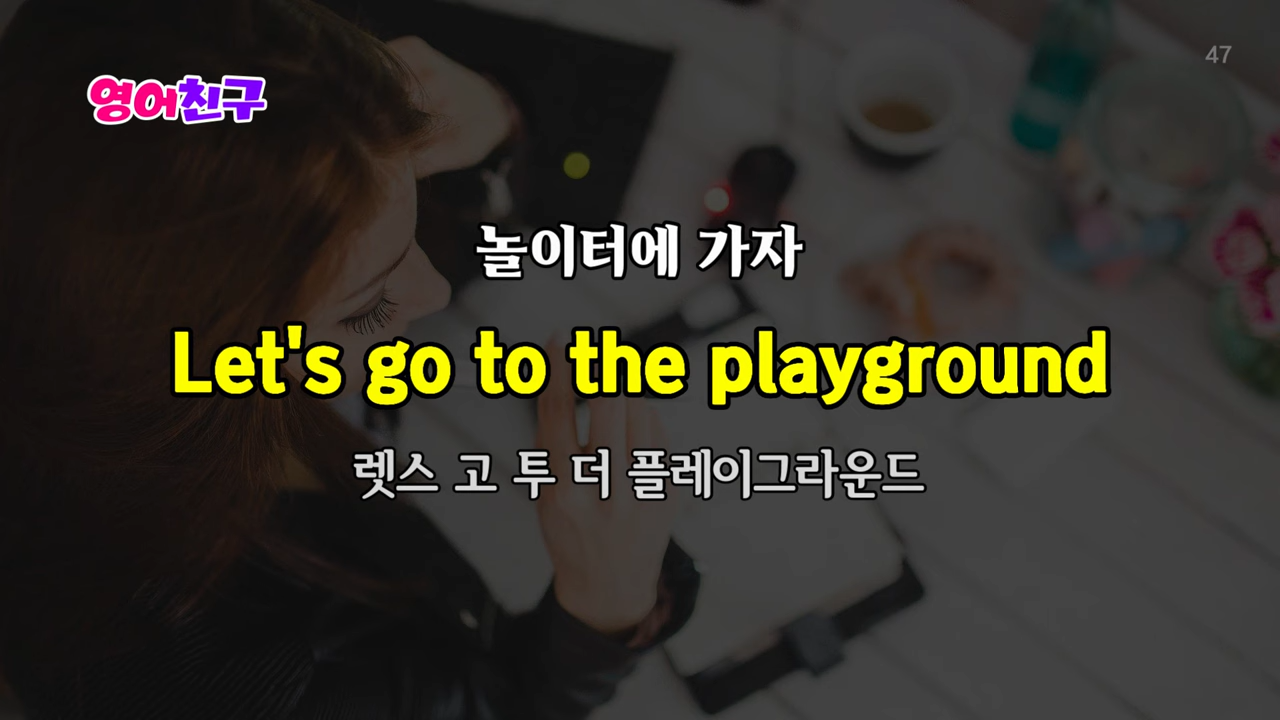 영어친구
47
놀이터에 가자
Let's go to the playground
렛스 고 투 더 플레이그라운드